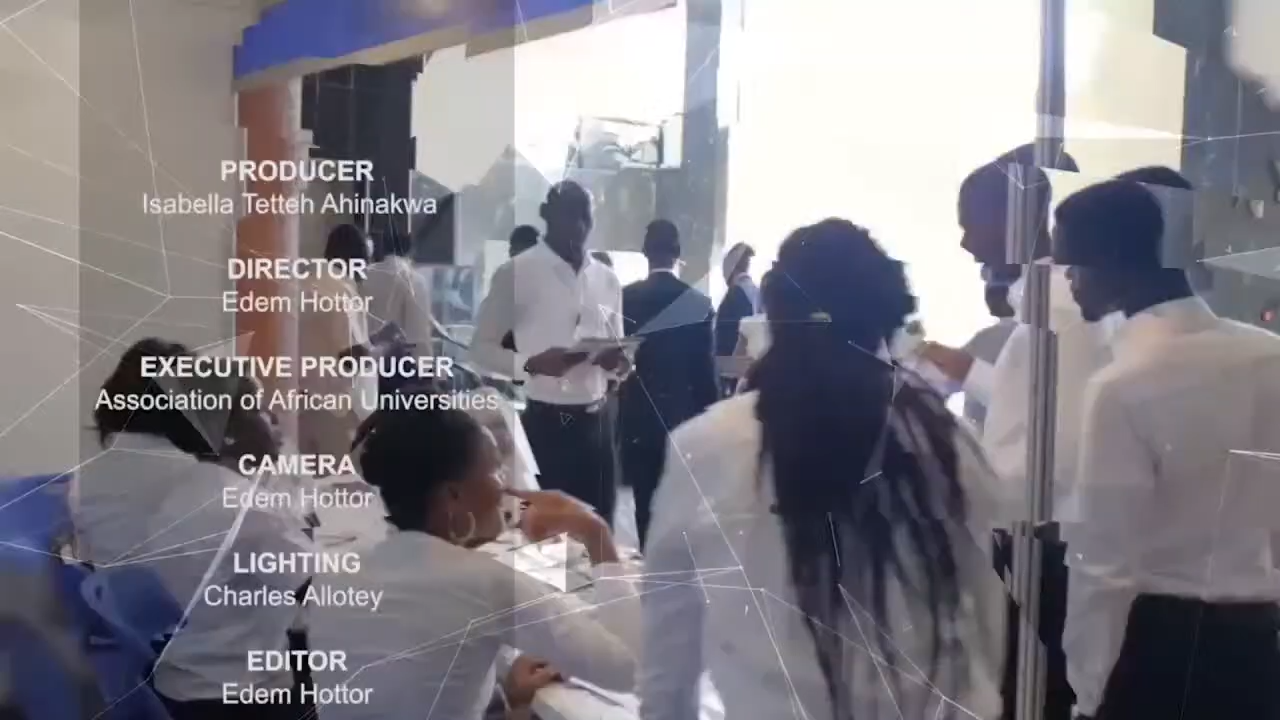 PRODUCER
Isabella Tetteh Ahinakwa
DIRECTOR
Edem Hottor
EXECUTIVE PRODUCER
Association of African Universities
CAMERA
Edem Hottor
LIGHTING
Charles Allotey
EDITOR
Edem Hottor